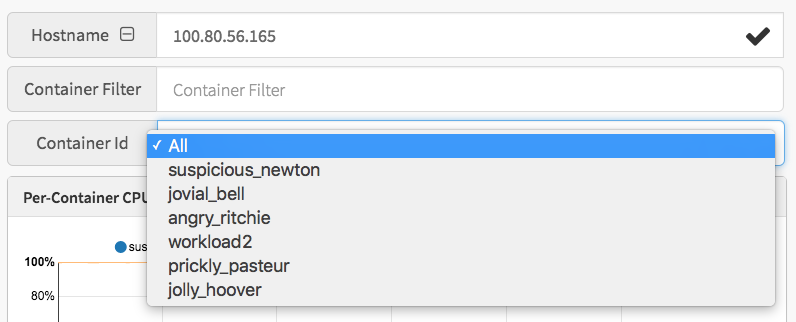 Hostname 100.80.56.165
Container Filter Container Filter
Container Id
All
suspicious_newton
jovial_bell
angry_ritchie
workload2
prickly_pasteur
jolly_hoover
Per-Container CPU
sus
100%
80%